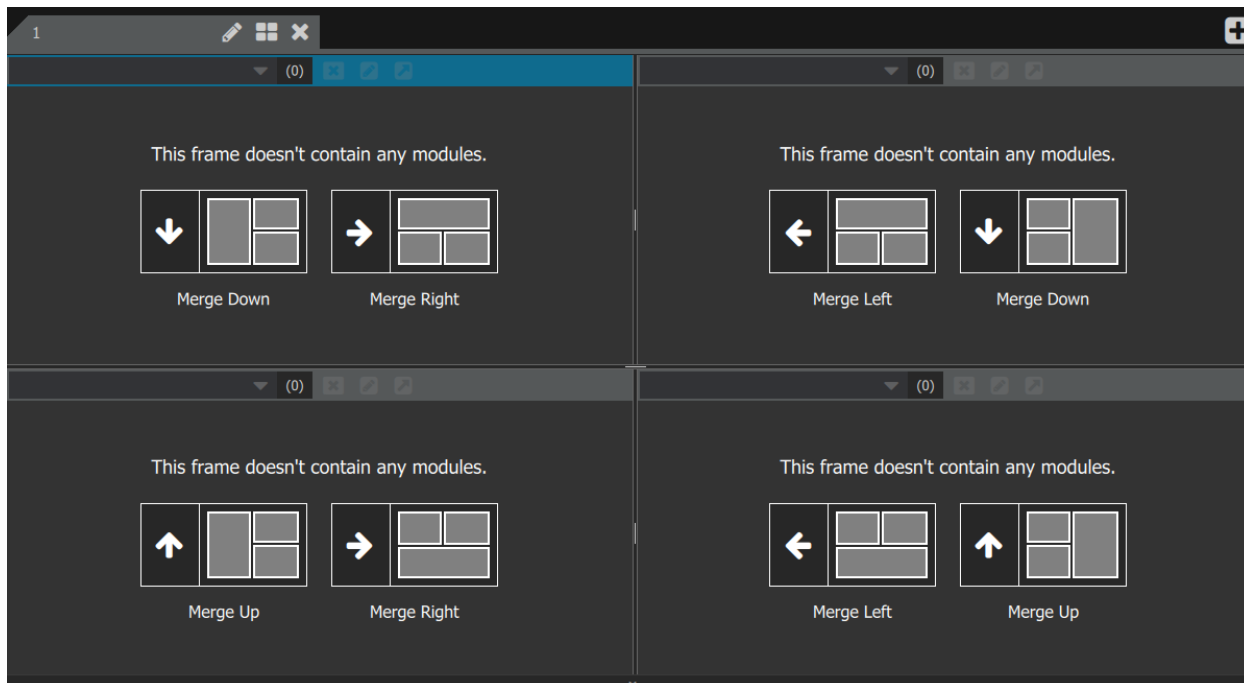 1
(0)
(0)
This frame doesn't contain any modules.
This frame doesn't contain any modules.
Merge Down
Merge Right
Merge Left
Merge Down
(0)
(0)
This frame doesn't contain any modules.
This frame doesn't contain any modules.
Merge Up
Merge Right
Merge Left
Merge Up